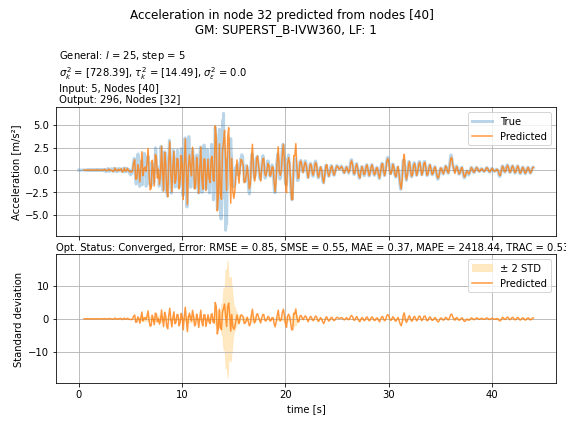 Acceleration in node 32 predicted from nodes [40]
GM: SUPERST_B-IVW360, LF: 1
General: l = 25, step = 5
σ²ₖ = [728.39], τ²ₖ = [14.49], σ²ε = 0.0
Input: 5, Nodes [40]
Output: 296, Nodes [32]
Acceleration [m/s²]
5.0
2.5
0.0
−2.5
−5.0
True
Predicted
Opt. Status: Converged, Error: RMSE = 0.85, SMSE = 0.55, MAE = 0.37, MAPE = 2418.44, TRAC = 0.53
Standard deviation
10
0
−10
± 2 STD
Predicted
0 10 20 30 40
time [s]